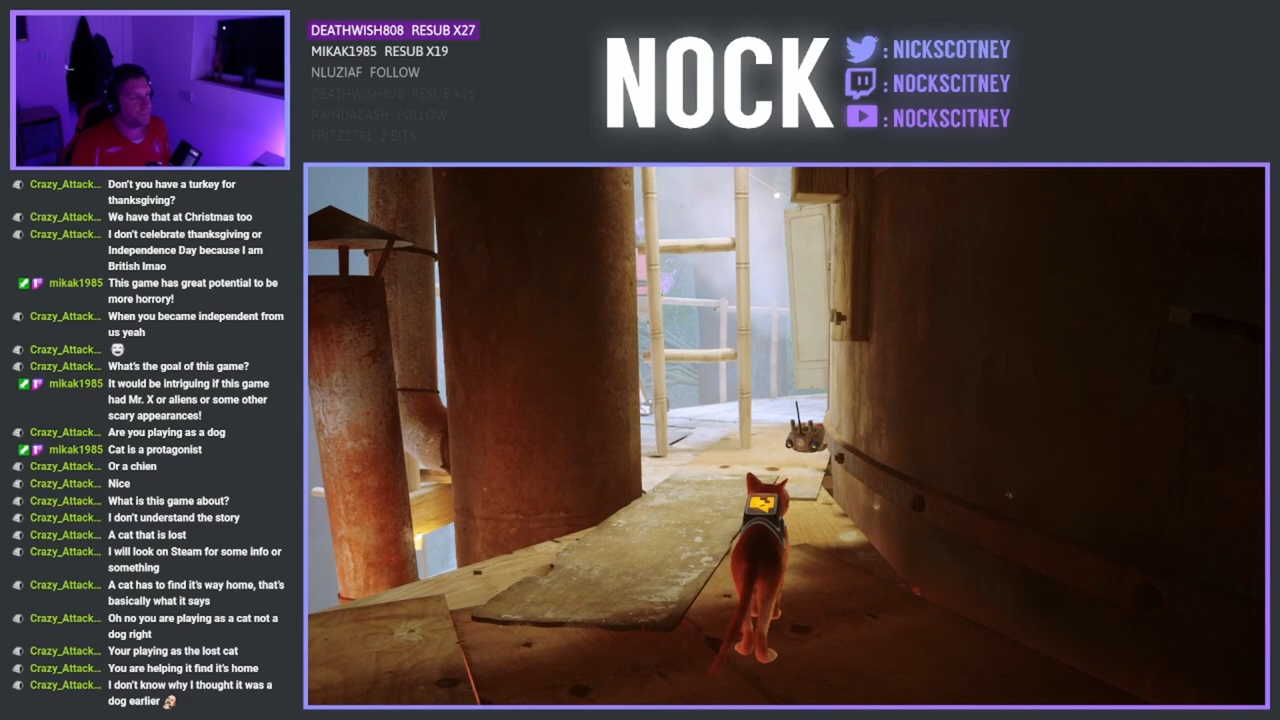 DEATHWISH808 RESUB X27
MIKAK1985 RESUB X19
NLUZIAF FOLLOW
DEATHWISH808 RESUB X26
RAINDACASH FOLLOW
FRITZ1791 2 BITS
NOCK
: NICKSCOTNEY
: NOCKSCITNEY
: NOCKSCITNEY
Crazy_Attack... Don't you have a turkey for
thanksgiving?
Crazy_Attack... We have that at Christmas too
Crazy_Attack... I don't celebrate thanksgiving or
Independence Day because I am
British lmao
mikak1985 This game has great potential to be
more horrory!
Crazy_Attack... When you became independent from
us yeah
Crazy_Attack...
Crazy_Attack... What's the goal of this game?
mikak1985 It would be intriguing if this game
had Mr. X or aliens or some other
scary appearances!
Crazy_Attack... Are you playing as a dog
mikak1985 Cat is a protagonist
Crazy_Attack... Or a chien
Crazy_Attack... Nice
Crazy_Attack... What is this game about?
Crazy_Attack... I don't understand the story
Crazy_Attack... A cat that is lost
Crazy_Attack... I will look on Steam for some info or
something
Crazy_Attack... A cat has to find it's way home, that's
basically what it says
Crazy_Attack... Oh no you are playing as a cat not a
dog right
Crazy_Attack... Your playing as the lost cat
Crazy_Attack... You are helping it find it's home
Crazy_Attack... I don't know why I thought it was a
dog earlier